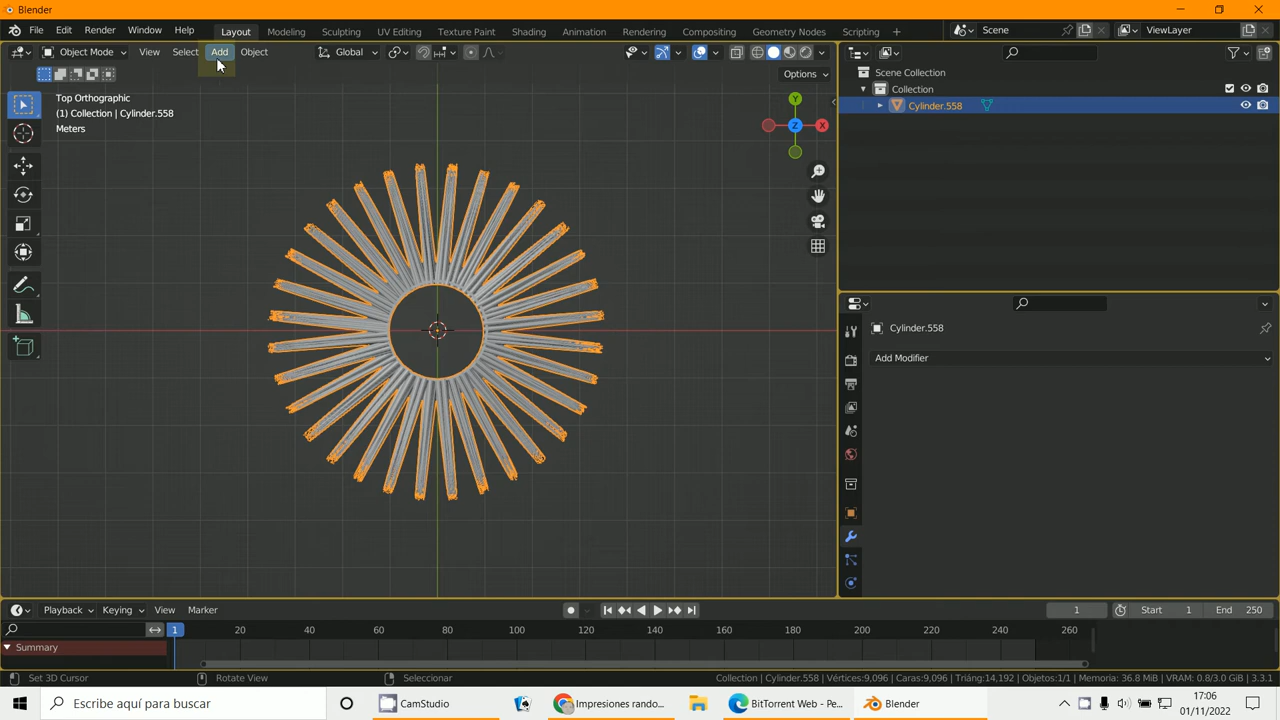 Blender
File Edit Render Window Help Layout Modeling Sculpting UV Editing Texture Paint Shading Animation Rendering Compositing Geometry Nodes Scripting Scene ViewLayer
Object Mode View Select Add Object Global
Options
Top Orthographic
(1) Collection | Cylinder.558
Meters
Y
Z
X
Scene Collection
Collection
Cylinder.558
Cylinder.558
Add Modifier
Playback Keying View Marker 1 Start 1 End 250
1 20 40 60 80 100 120 140 160 180 200 220 240 260
Summary
Set 3D Cursor Rotate View Seleccionar Collection | Cylinder.558 | Vértices:9,096 | Caras:9,096 | Triáng:14,192 | Objetos:1/1 | Memoria: 36.8 MiB | VRAM: 0.8/3.0 GiB | 3.3.1
Escribe aquí para buscar CamStudio Impresiones rando... BitTorrent Web - Pe... Blender 17:06
01/11/2022